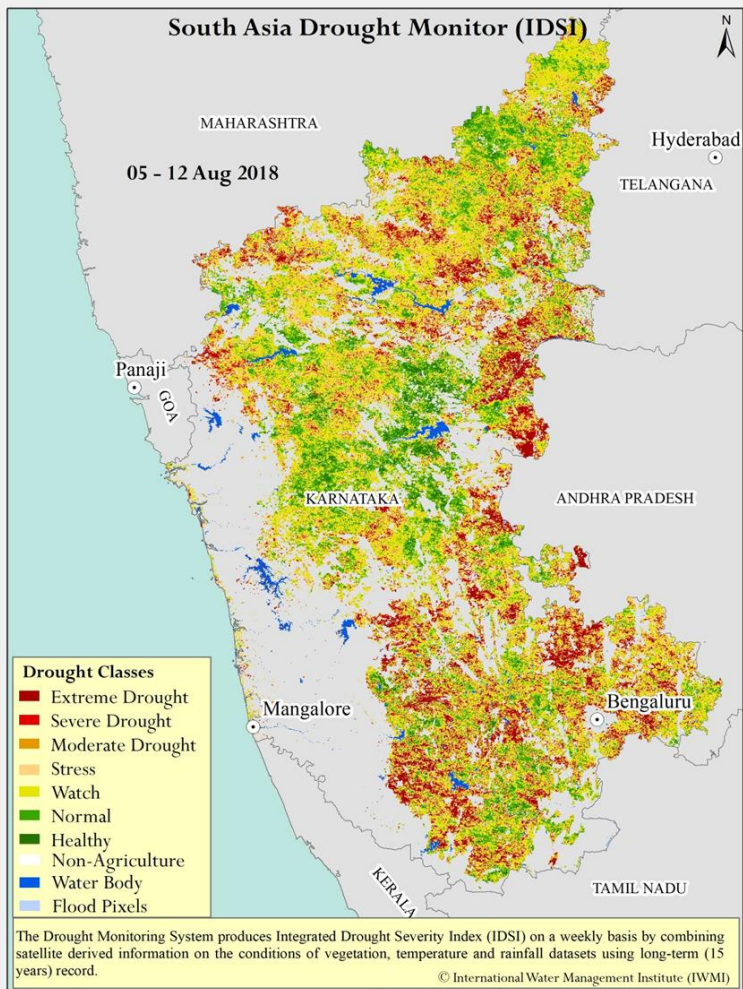 South Asia Drought Monitor (IDSI)
N
MAHARASHTRA
Hyderabad
05 - 12 Aug 2018
TELANGANA
Panaji
GOA
KARNATAKA
ANDHRA PRADESH
Drought Classes
Extreme Drought
Severe Drought
Moderate Drought
Stress
Watch
Normal
Healthy
Non-Agriculture
Water Body
Flood Pixels
Mangalore
Bengaluru
KERALA
TAMIL NADU
The Drought Monitoring System produces Integrated Drought Severity Index (IDSI) on a weekly basis by combining
satellite derived information on the conditions of vegetation, temperature and rainfall datasets using long-term (15
years) record.
© International Water Management Institute (IWMI)